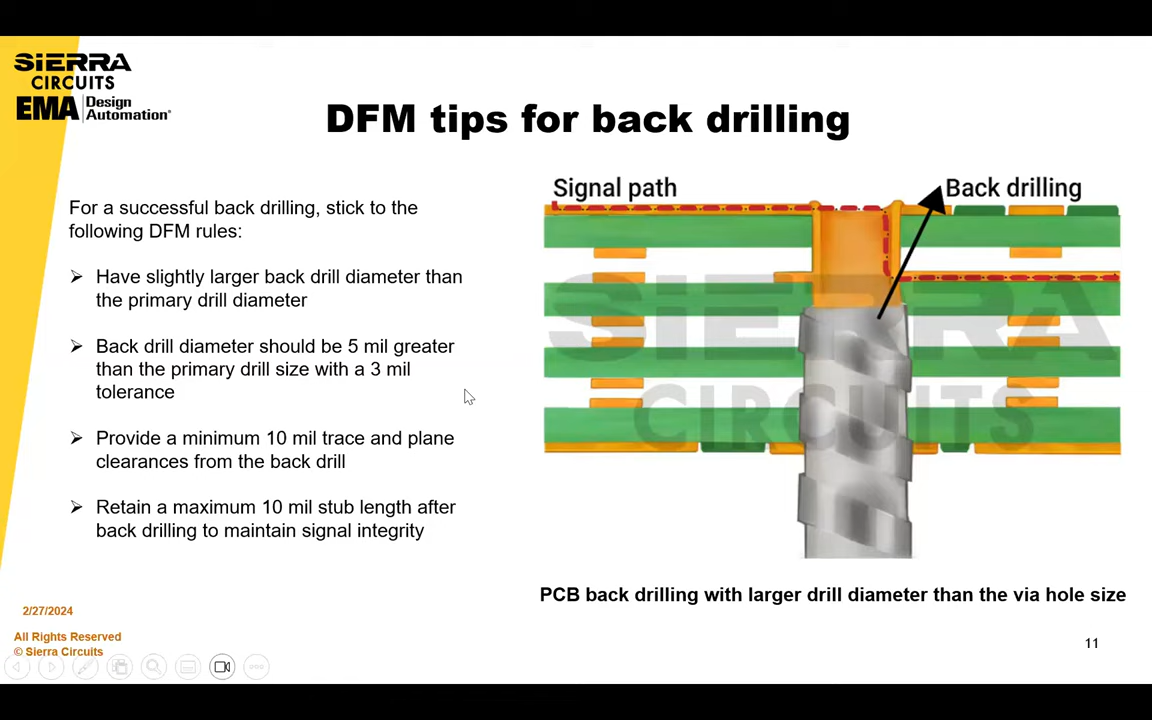 SIERRA
CIRCUITS
EMA Design
Automation®
DFM tips for back drilling
For a successful back drilling, stick to the
following DFM rules:
➢ Have slightly larger back drill diameter than
the primary drill diameter
➢ Back drill diameter should be 5 mil greater
than the primary drill size with a 3 mil
tolerance
➢ Provide a minimum 10 mil trace and plane
clearances from the back drill
➢ Retain a maximum 10 mil stub length after
back drilling to maintain signal integrity
Signal path
Back drilling
SIERRA
CIRCUITS
PCB back drilling with larger drill diameter than the via hole size
2/27/2024
All Rights Reserved
© Sierra Circuits
11